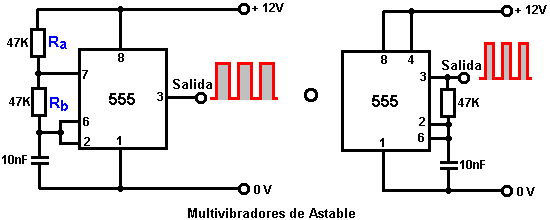 + 12V
47K Ra
8
7
47K Rb
555
3
Salida
6
2
10nF
1
0 V
+ 12V
8 4
3
Salida
555
47K
2
6
1
10nF
0 V
Multivibradores de Astable